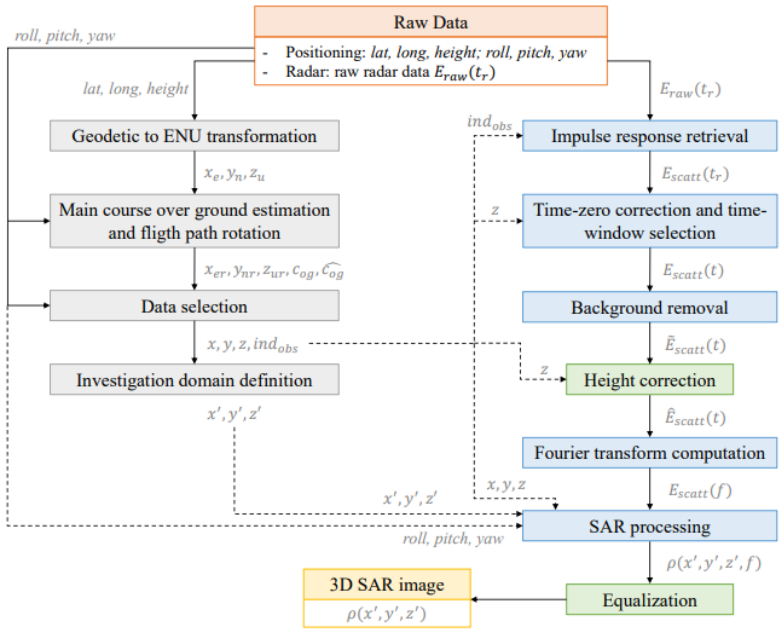 Raw Data
- Positioning: lat, long, height; roll, pitch, yaw
- Radar: raw radar data E_raw(t_r)
roll, pitch, yaw
lat, long, height
E_raw(t_r)
Geodetic to ENU transformation
x_e, y_n, z_u
Main course over ground estimation
and fligth path rotation
x_er, y_nr, z_ur, c_og, \widehat{c_og}
Data selection
x, y, z, ind_obs
Investigation domain definition
x', y', z'
ind_obs
Impulse response retrieval
E_scatt(t_r)
z
Time-zero correction and time-
window selection
E_scatt(t)
Background removal
Ẽ_scatt(t)
z
Height correction
Ê_scatt(t)
Fourier transform computation
x, y, z
E_scatt(f)
x', y', z'
SAR processing
roll, pitch, yaw
ρ(x', y', z', f)
Equalization
3D SAR image
ρ(x', y', z')